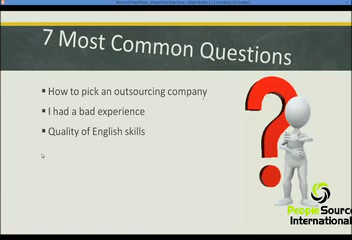 7 Most Common Questions
How to pick an outsourcing company
I had a bad experience
Quality of English skills
People Source
International